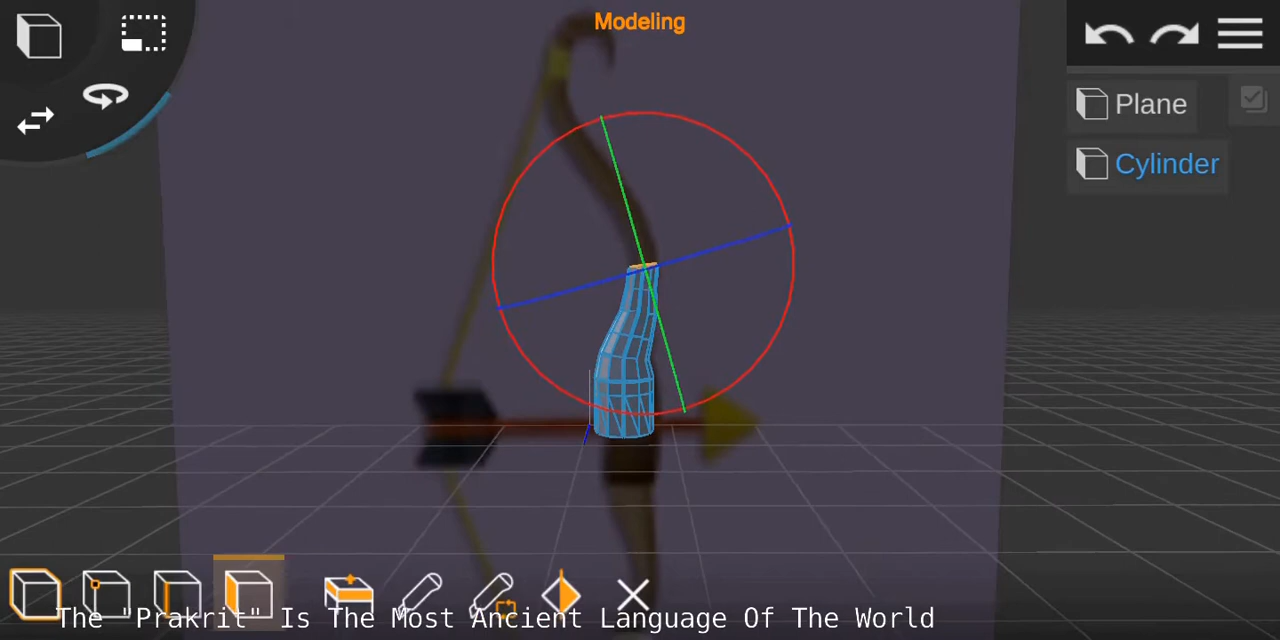 Modeling
Plane
Cylinder
The "Prakrit" Is The Most Ancient Language Of The World